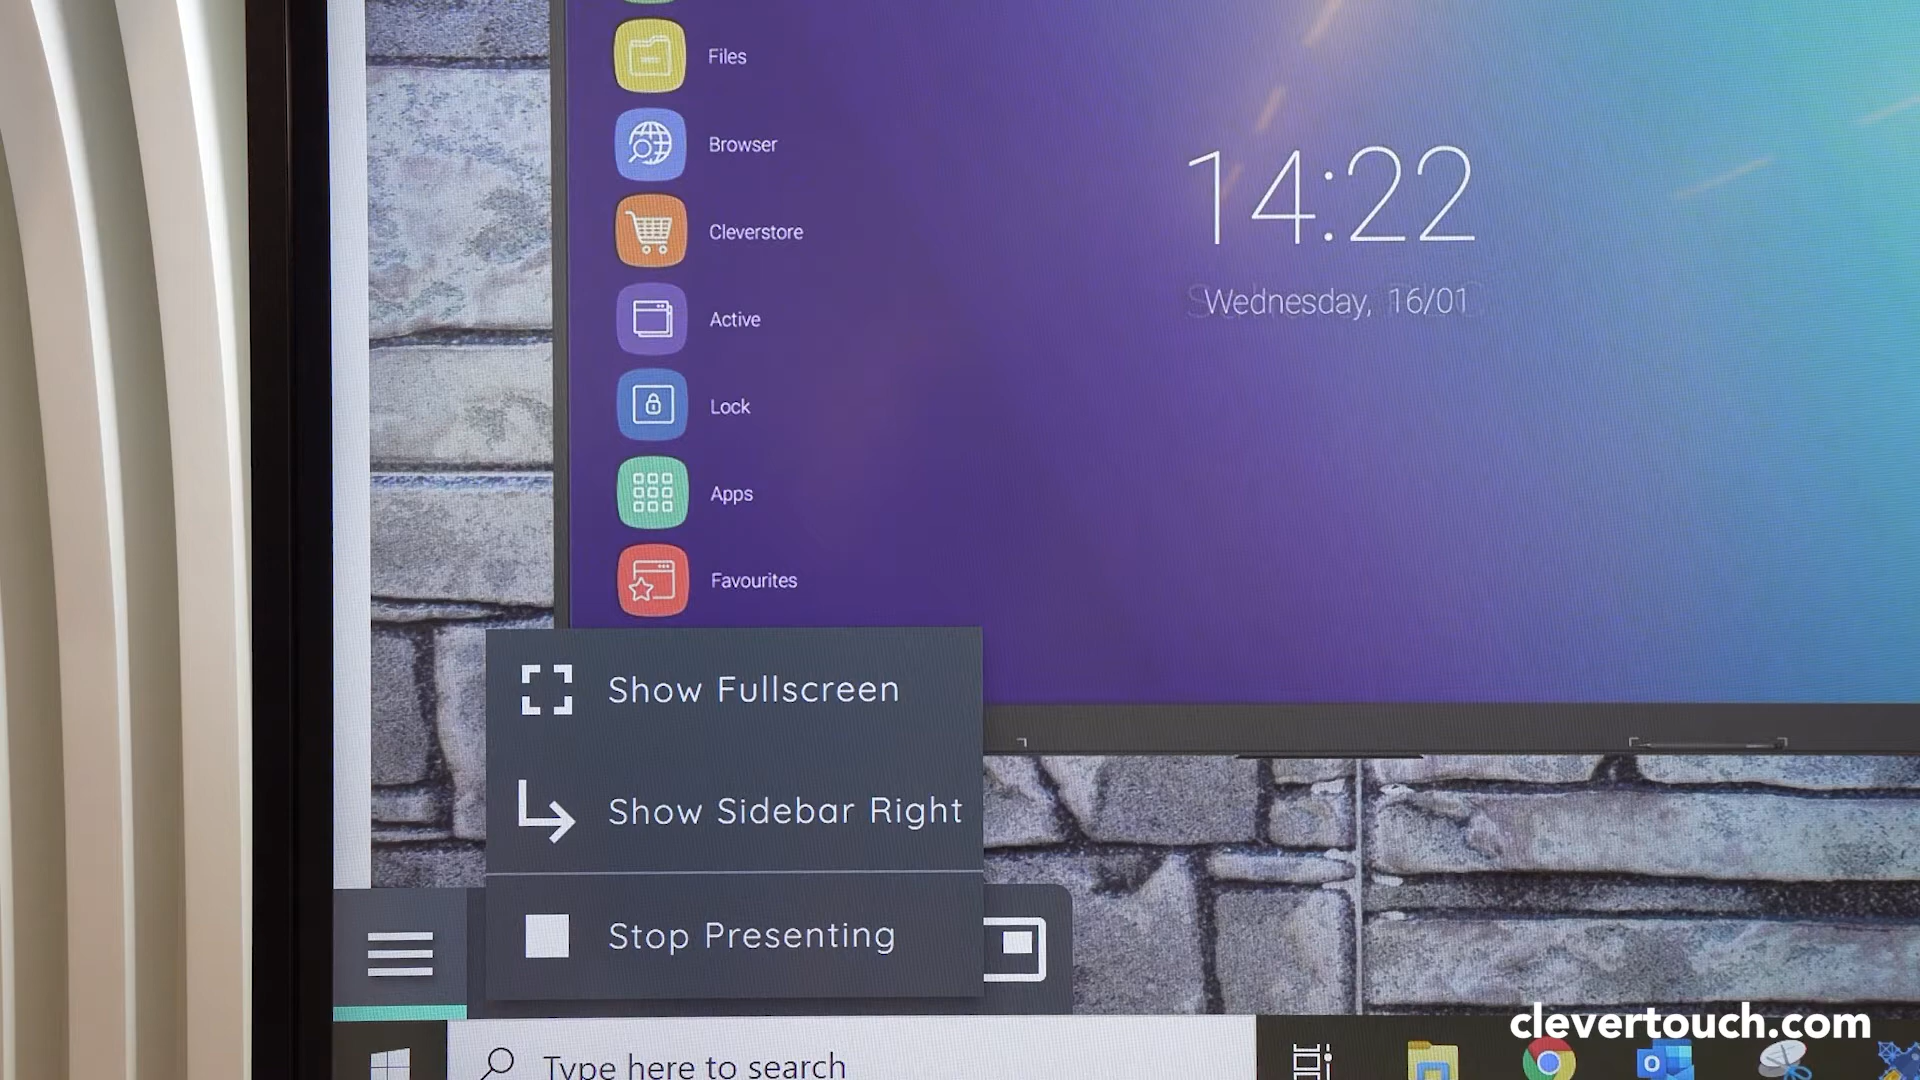 Files
Browser
Cleverstore
Active
Lock
Apps
Favourites
14:22
Wednesday, 16/01
Show Fullscreen
Show Sidebar Right
Stop Presenting
Type here to search
clevertouch.com